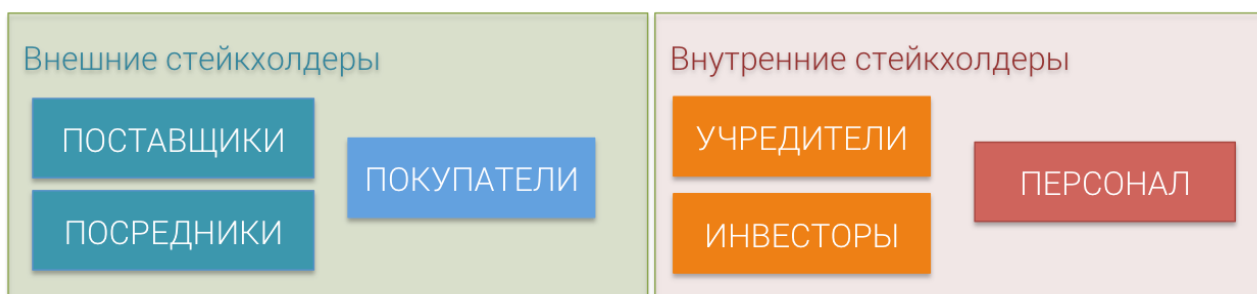 Внешние стейкхолдеры
ПОСТАВЩИКИ
ПОСРЕДНИКИ
ПОКУПАТЕЛИ
Внутренние стейкхолдеры
УЧРЕДИТЕЛИ
ИНВЕСТОРЫ
ПЕРСОНАЛ